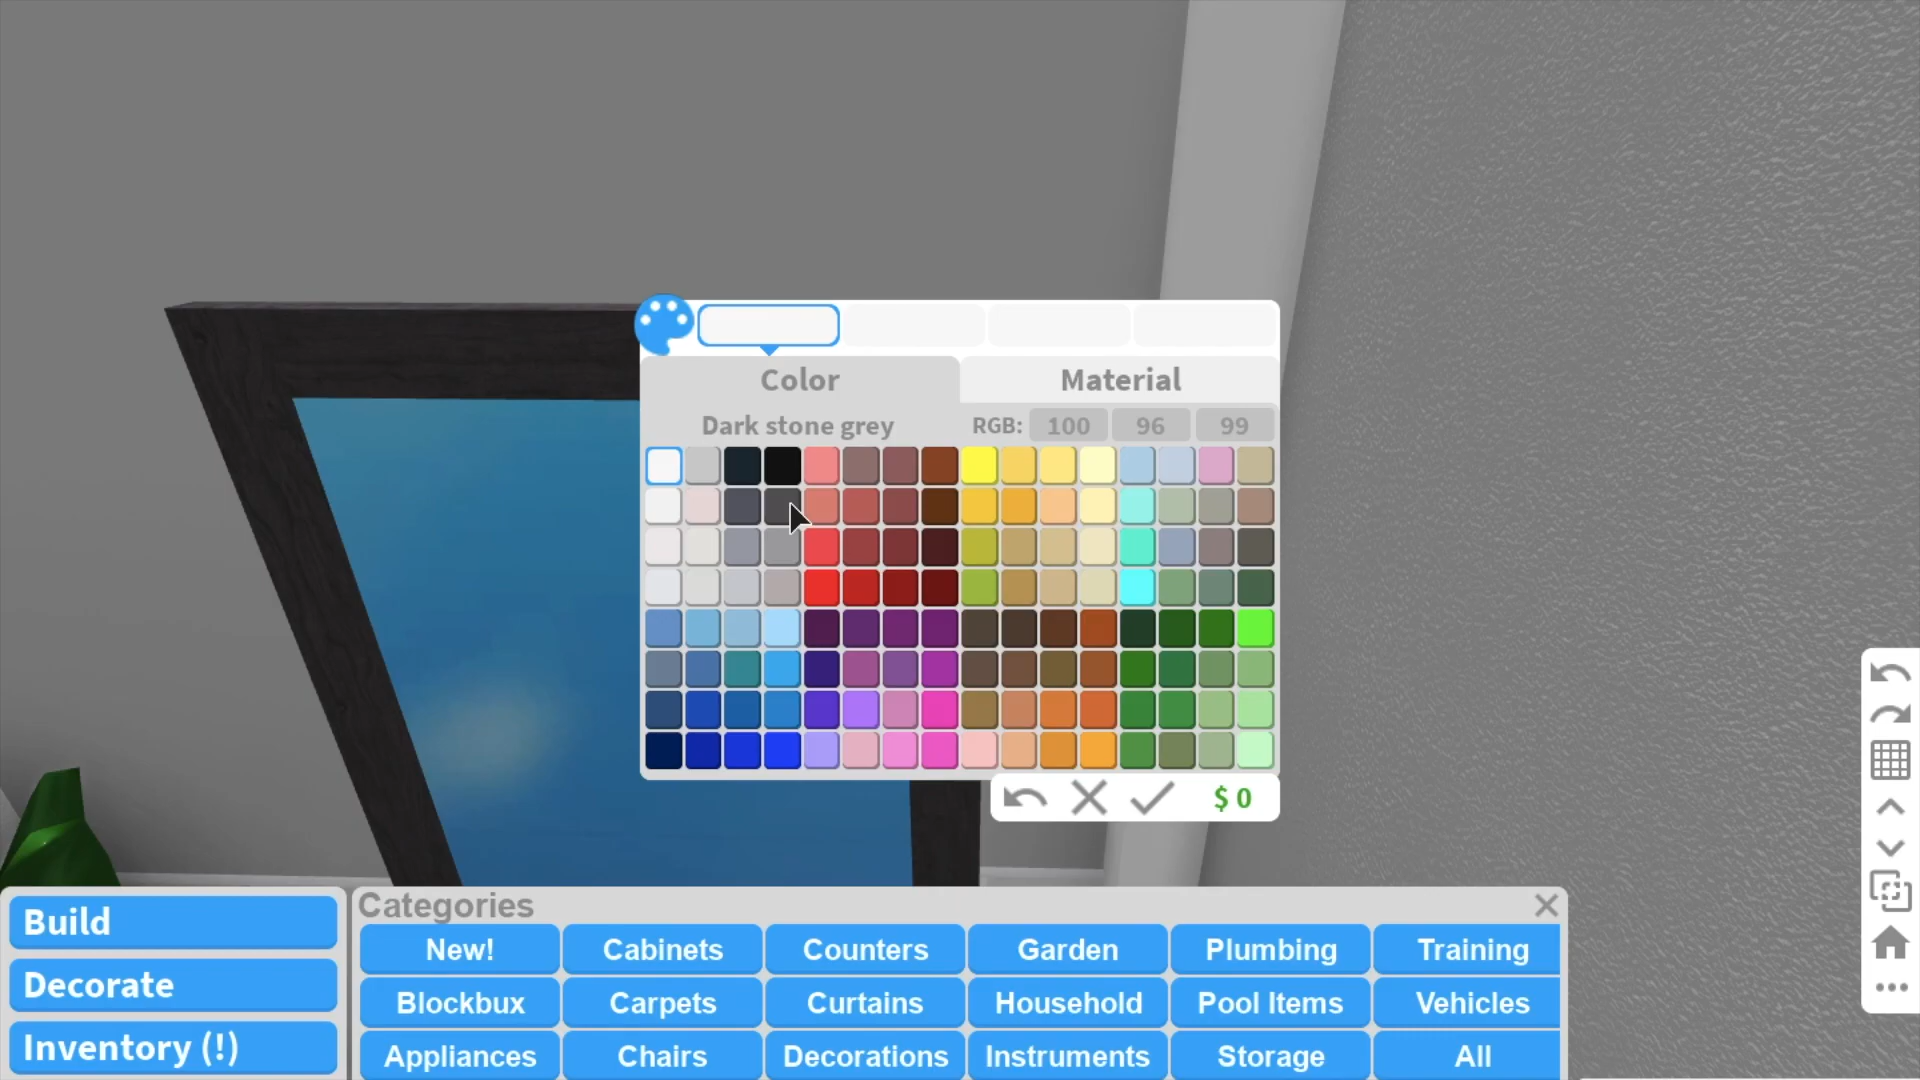 Color Material
Dark stone grey RGB: 100 96 99
$ 0
Build
Decorate
Inventory (!)
Categories
New! Cabinets Counters Garden Plumbing Training
Blockbux Carpets Curtains Household Pool Items Vehicles
Appliances Chairs Decorations Instruments Storage All